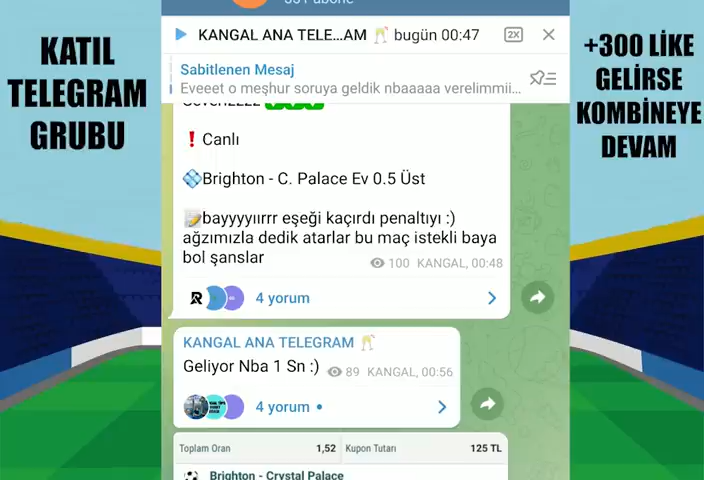 KATIL
TELEGRAM
GRUBU
+300 LİKE
GELİRSE
KOMBİNEYE
DEVAM
KANGAL ANA TELE...AM 🥂 bugün 00:47
2X
Sabitlenen Mesaj
Eveeet o meşhur soruya geldik nbaaaaa verelimmii...
❗ Canlı
💠Brighton - C. Palace Ev 0.5 Üst
📝bayyyyıırrr eşeği kaçırdı penaltıyı :)
ağzımızla dedik atarlar bu maç istekli baya
bol şanslar
100 KANGAL, 00:48
4 yorum
KANGAL ANA TELEGRAM 🥂
Geliyor Nba 1 Sn :)
89 KANGAL, 00:56
4 yorum
Toplam Oran 1,52 Kupon Tutarı 125 TL
Brighton - Crystal Palace